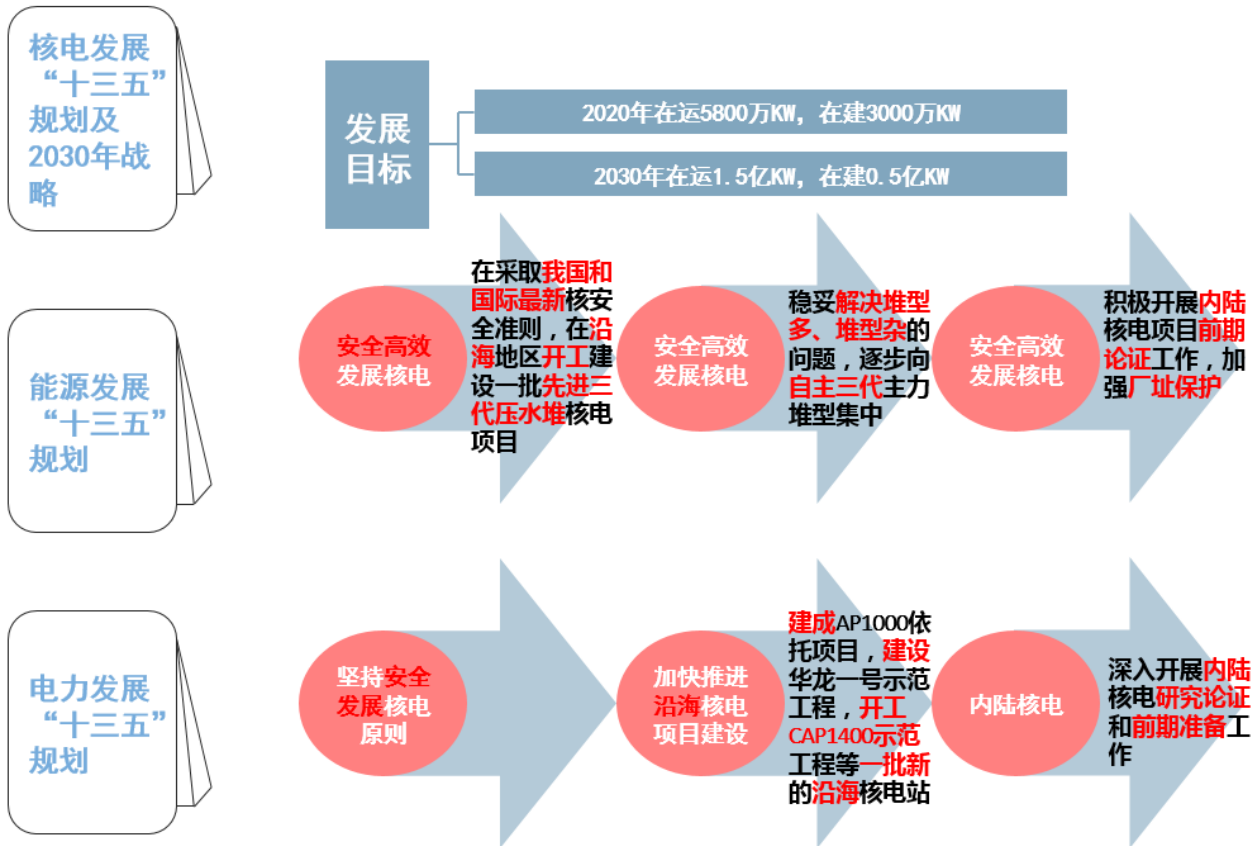 核电发展
“十三五”
规划及
2030年战
略
发展
目标
2020年在运5800万KW，在建3000万KW
2030年在运1.5亿KW，在建0.5亿KW
能源发展
“十三五”
规划
安全高效
发展核电
在采取我国和
国际最新核安
全准则，在沿
海地区开工建
设一批先进三
代压水堆核电
项目
安全高效
发展核电
稳妥解决堆型
多、堆型杂的
问题，逐步向
自主三代主力
堆型集中
安全高效
发展核电
积极开展内陆
核电项目前期
论证工作，加
强厂址保护
电力发展
“十三五”
规划
坚持安全
发展核电
原则
加快推进
沿海核电
项目建设
建成AP1000依
托项目，建设
华龙一号示范
工程，开工
CAP1400示范
工程等一批新
的沿海核电站
内陆核电
深入开展内陆
核电研究论证
和前期准备工
作